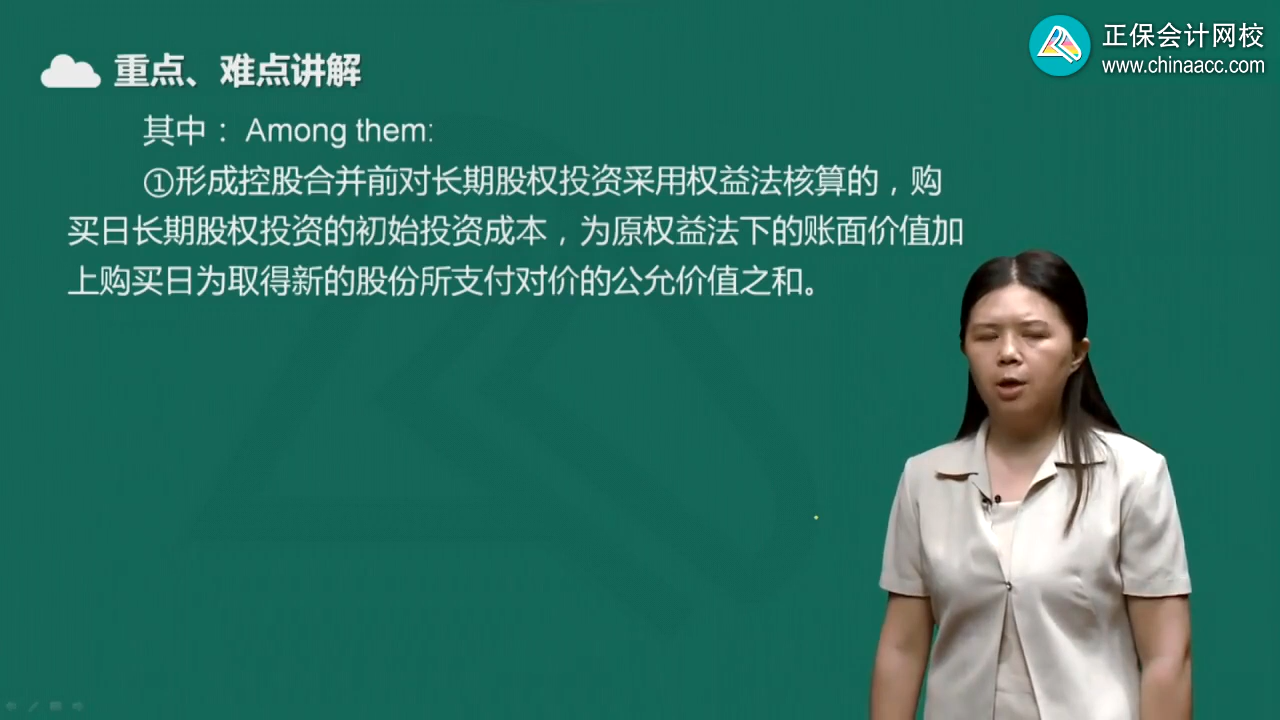 正保会计网校
www.chinaacc.com
重点、难点讲解
其中： Among them:
①形成控股合并前对长期股权投资采用权益法核算的，购
买日长期股权投资的初始投资成本，为原权益法下的账面价值加
上购买日为取得新的股份所支付对价的公允价值之和。